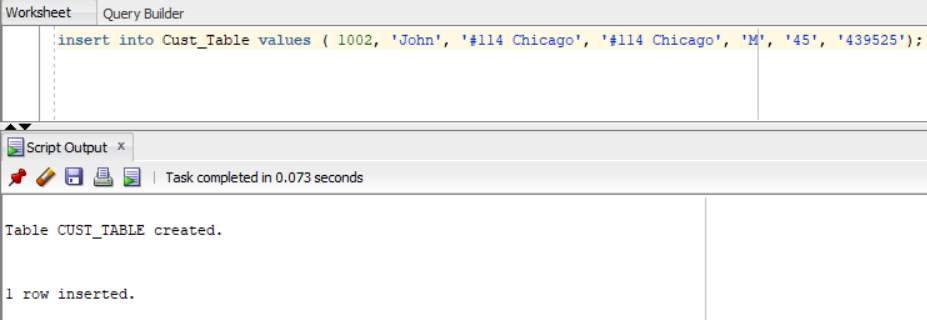 Worksheet Query Builder
insert into Cust_Table values ( 1002, 'John', '#114 Chicago', '#114 Chicago', 'M', '45', '439525');
Script Output x
Task completed in 0.073 seconds
Table CUST_TABLE created.
1 row inserted.